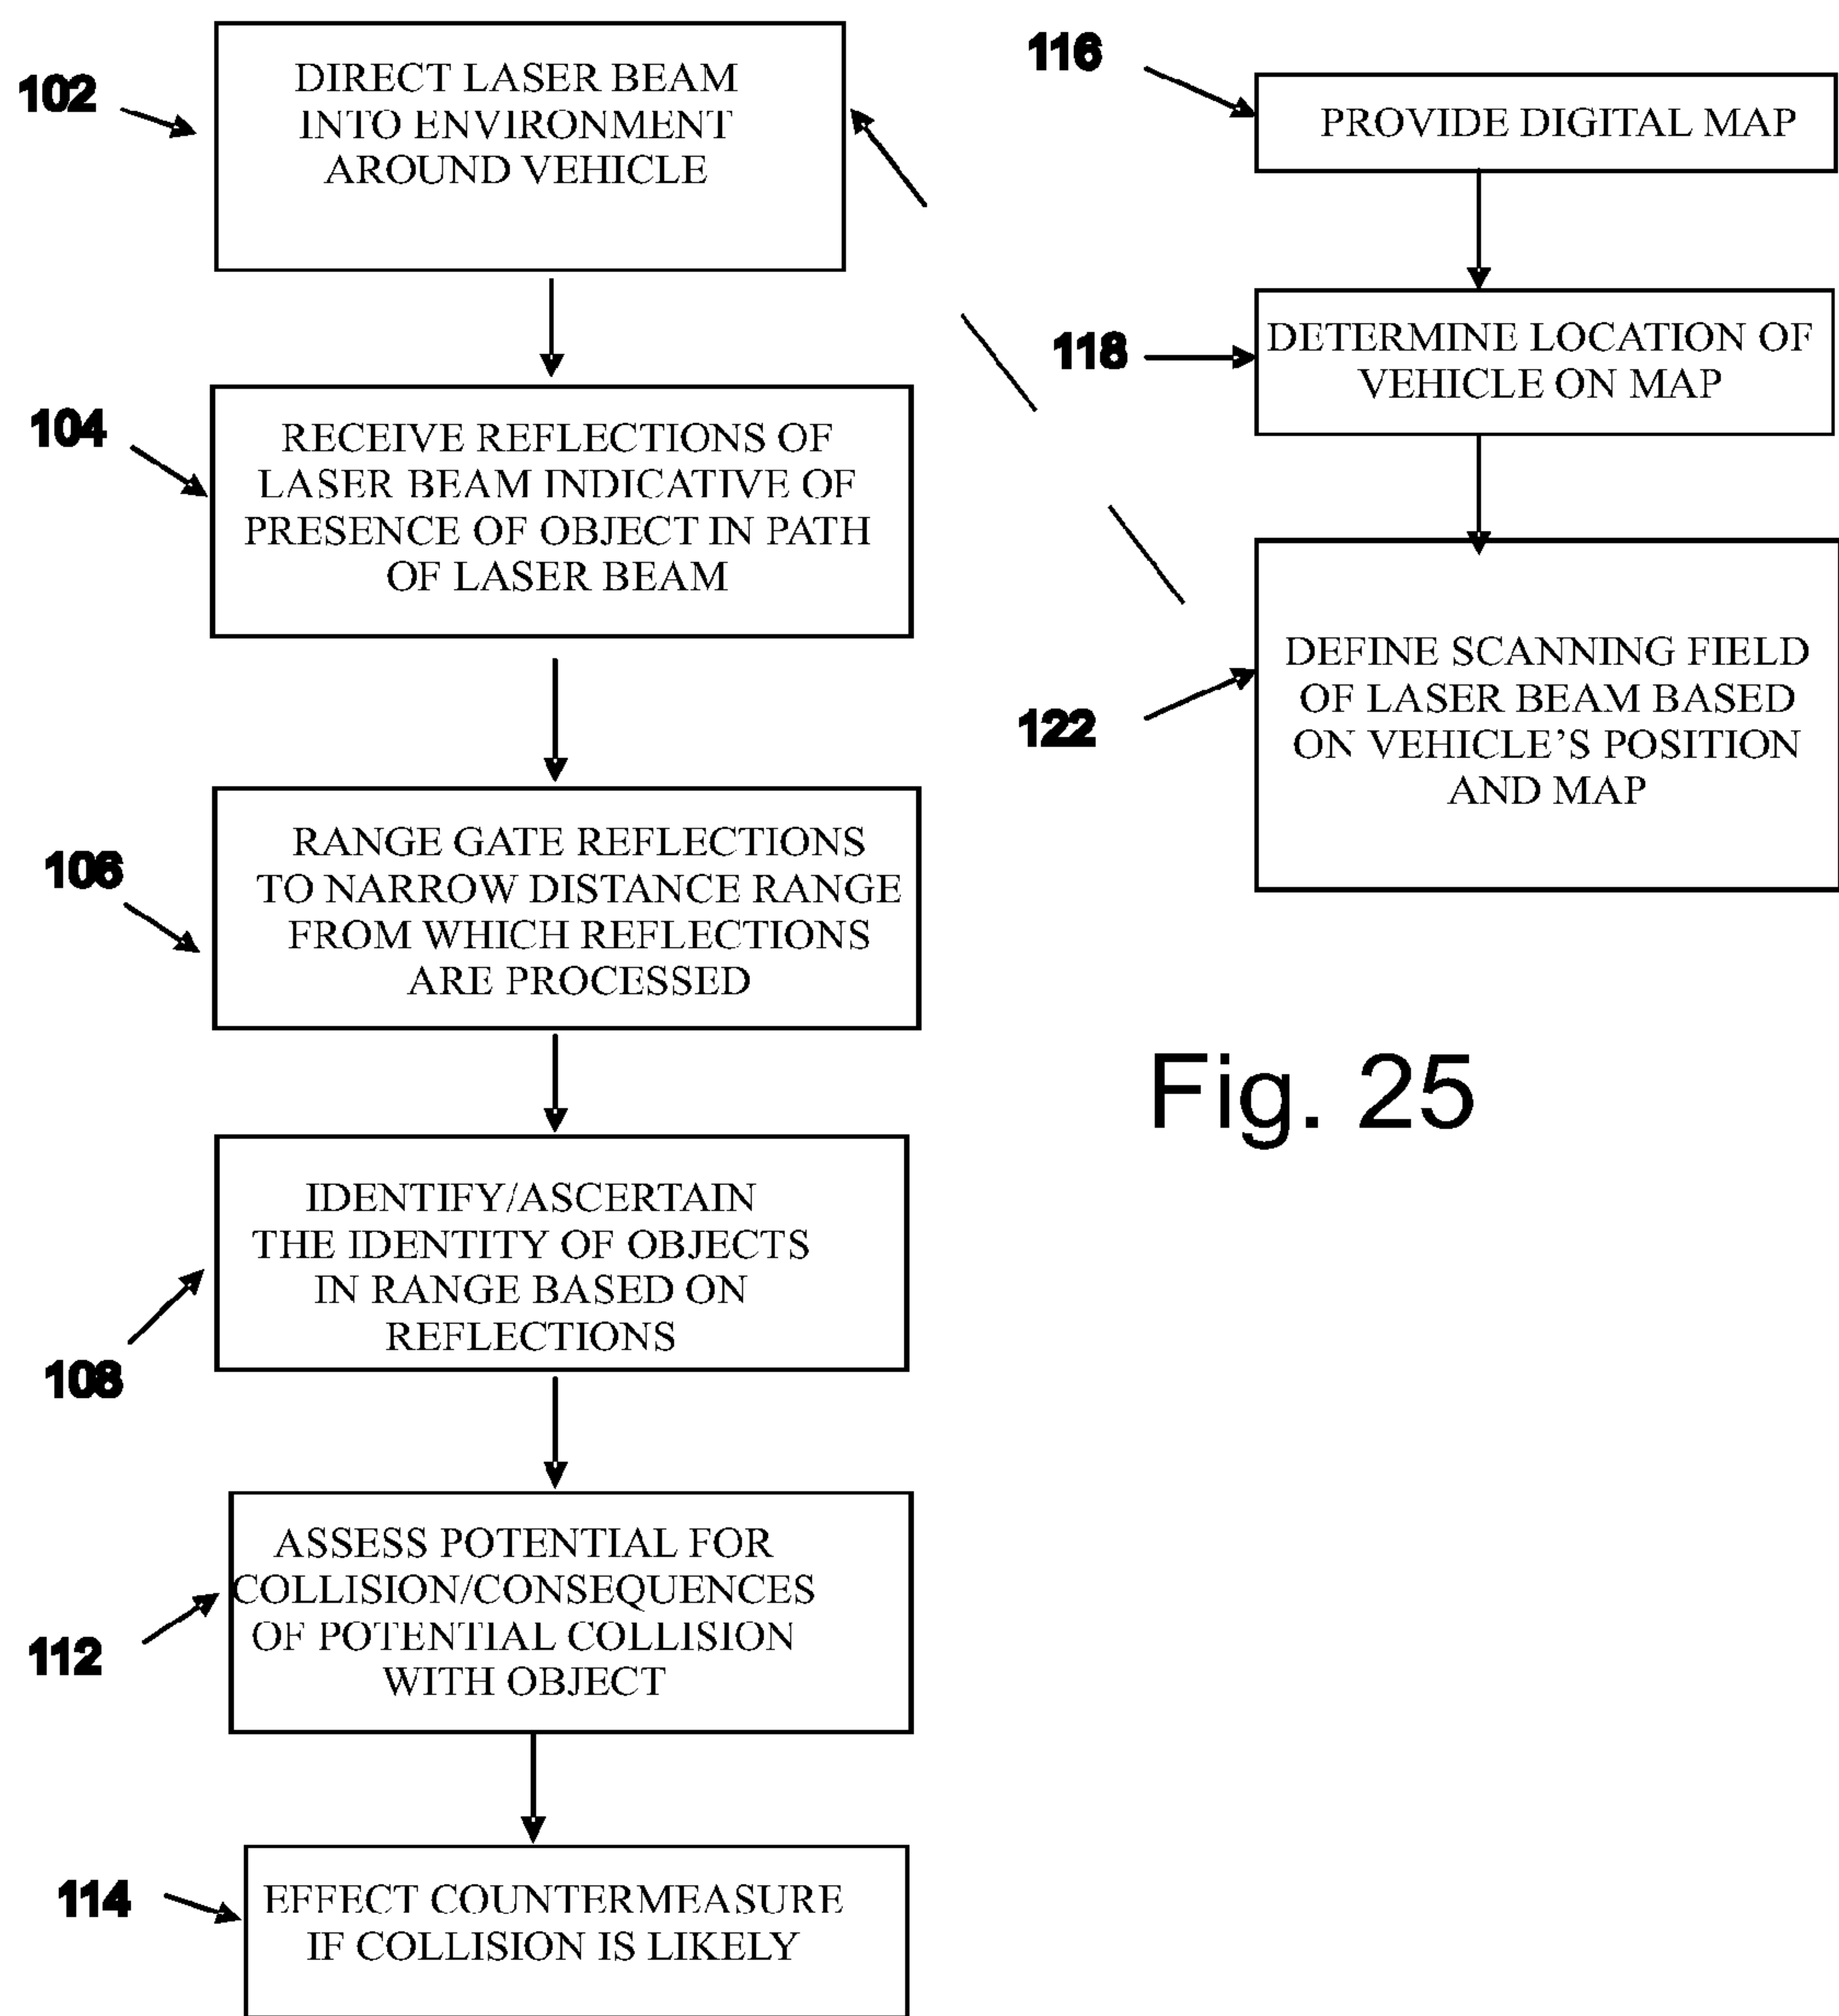 102
DIRECT LASER BEAM
INTO ENVIRONMENT
AROUND VEHICLE
104
RECEIVE REFLECTIONS OF
LASER BEAM INDICATIVE OF
PRESENCE OF OBJECT IN PATH
OF LASER BEAM
106
RANGE GATE REFLECTIONS
TO NARROW DISTANCE RANGE
FROM WHICH REFLECTIONS
ARE PROCESSED
108
IDENTIFY/ASCERTAIN
THE IDENTITY OF OBJECTS
IN RANGE BASED ON
REFLECTIONS
112
ASSESS POTENTIAL FOR
COLLISION/CONSEQUENCES
OF POTENTIAL COLLISION
WITH OBJECT
114
EFFECT COUNTERMEASURE
IF COLLISION IS LIKELY
116
PROVIDE DIGITAL MAP
118
DETERMINE LOCATION OF
VEHICLE ON MAP
122
DEFINE SCANNING FIELD
OF LASER BEAM BASED
ON VEHICLE'S POSITION
AND MAP
Fig. 25